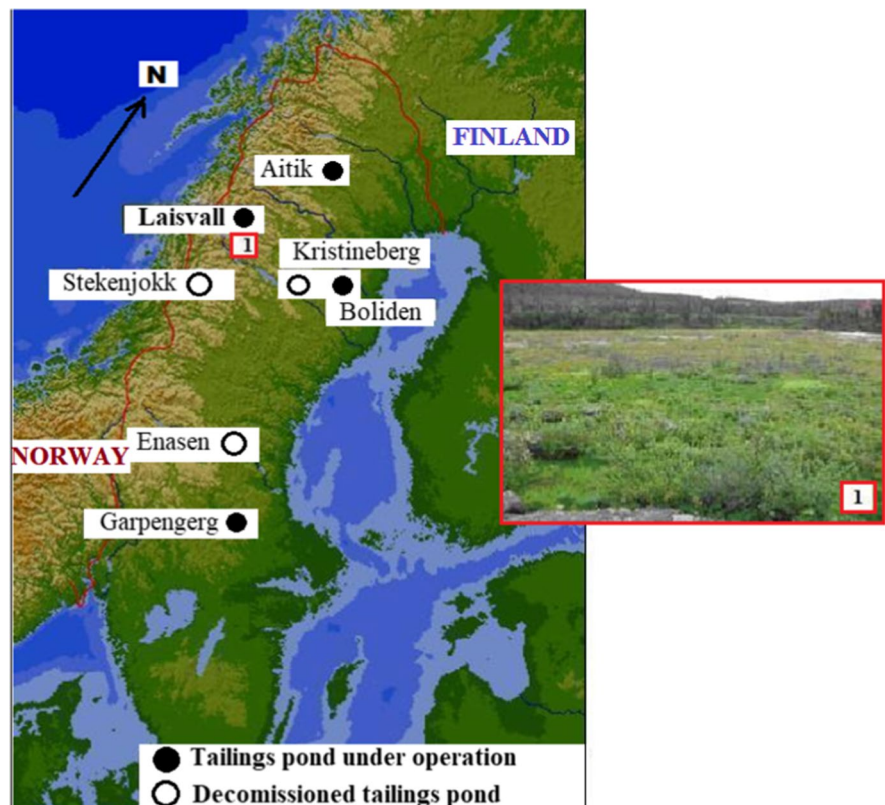 N
FINLAND
Aitik
Laisvall
1
Kristineberg
Stekenjokk
Boliden
NORWAY
Enasen
Garpengerg
1
Tailings pond under operation
Decomissioned tailings pond